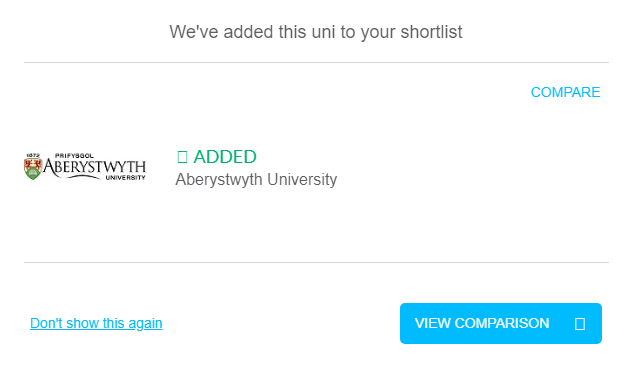 We've added this uni to your shortlist
COMPARE
1872
PRIFYSGOL
ABERYSTWYTH
UNIVERSITY
ADDED
Aberystwyth University
Don't show this again
VIEW COMPARISON